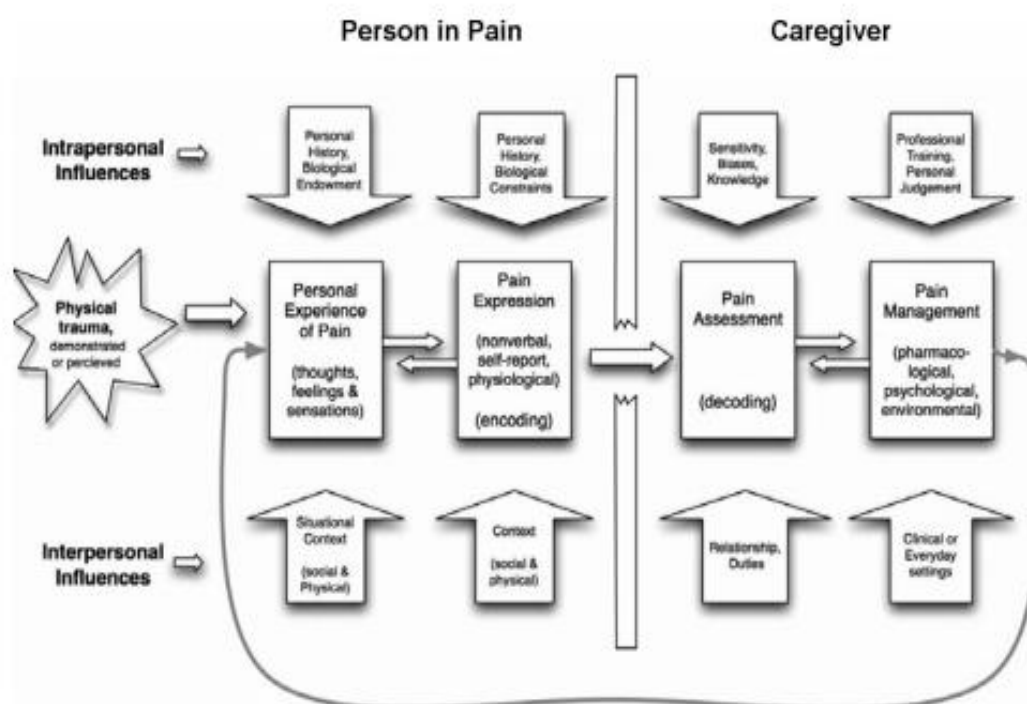 Person in Pain
Caregiver
Intrapersonal
Influences
Personal
History,
Biological
Endowment
Personal
History,
Biological
Constraints
Sensitivity,
Biases,
Knowledge
Professional
Training,
Personal
Judgement
Physical
trauma,
demonstrated
or percieved
Personal
Experience
of Pain
(thoughts,
feelings &
sensations)
Pain
Expression
(nonverbal,
self-report,
physiological)
(encoding)
Pain
Assessment
(decoding)
Pain
Management
(pharmaco-
logical,
psychological,
environmental)
Interpersonal
Influences
Situational
Context
(social &
Physical)
Context
(social &
physical)
Relationship,
Duties
Clinical or
Everyday
settings